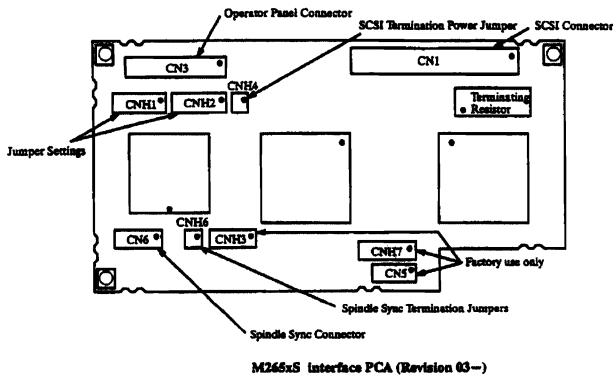 Operator Panel Connector
SCSI Termination Power Jumper
SCSI Connector
CN3
CN1
CNH4
CNH1
CNH2
Terminating
Resistor
Jumper Settings
CNH6
CN6
CNH3
CNH7
CN5
Factory use only
Spindle Sync Termination Jumpers
Spindle Sync Connector
M265xS interface PCA (Revision 03—)